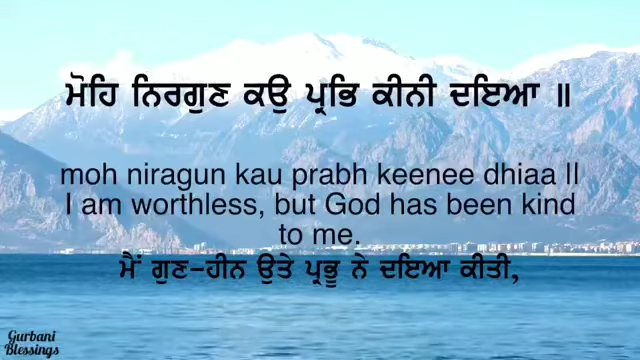 ਮੋਹਿ ਨਿਰਗੁਣ ਕਉ ਪ੍ਰਭਿ ਕੀਨੀ ਦਇਆ ॥
moh niragun kau prabh keenee dhiaa ||
I am worthless, but God has been kind
to me.
ਮੈਂ ਗੁਣ-ਹੀਨ ਉਤੇ ਪ੍ਰਭੂ ਨੇ ਦਇਆ ਕੀਤੀ,
Gurbani
Blessings